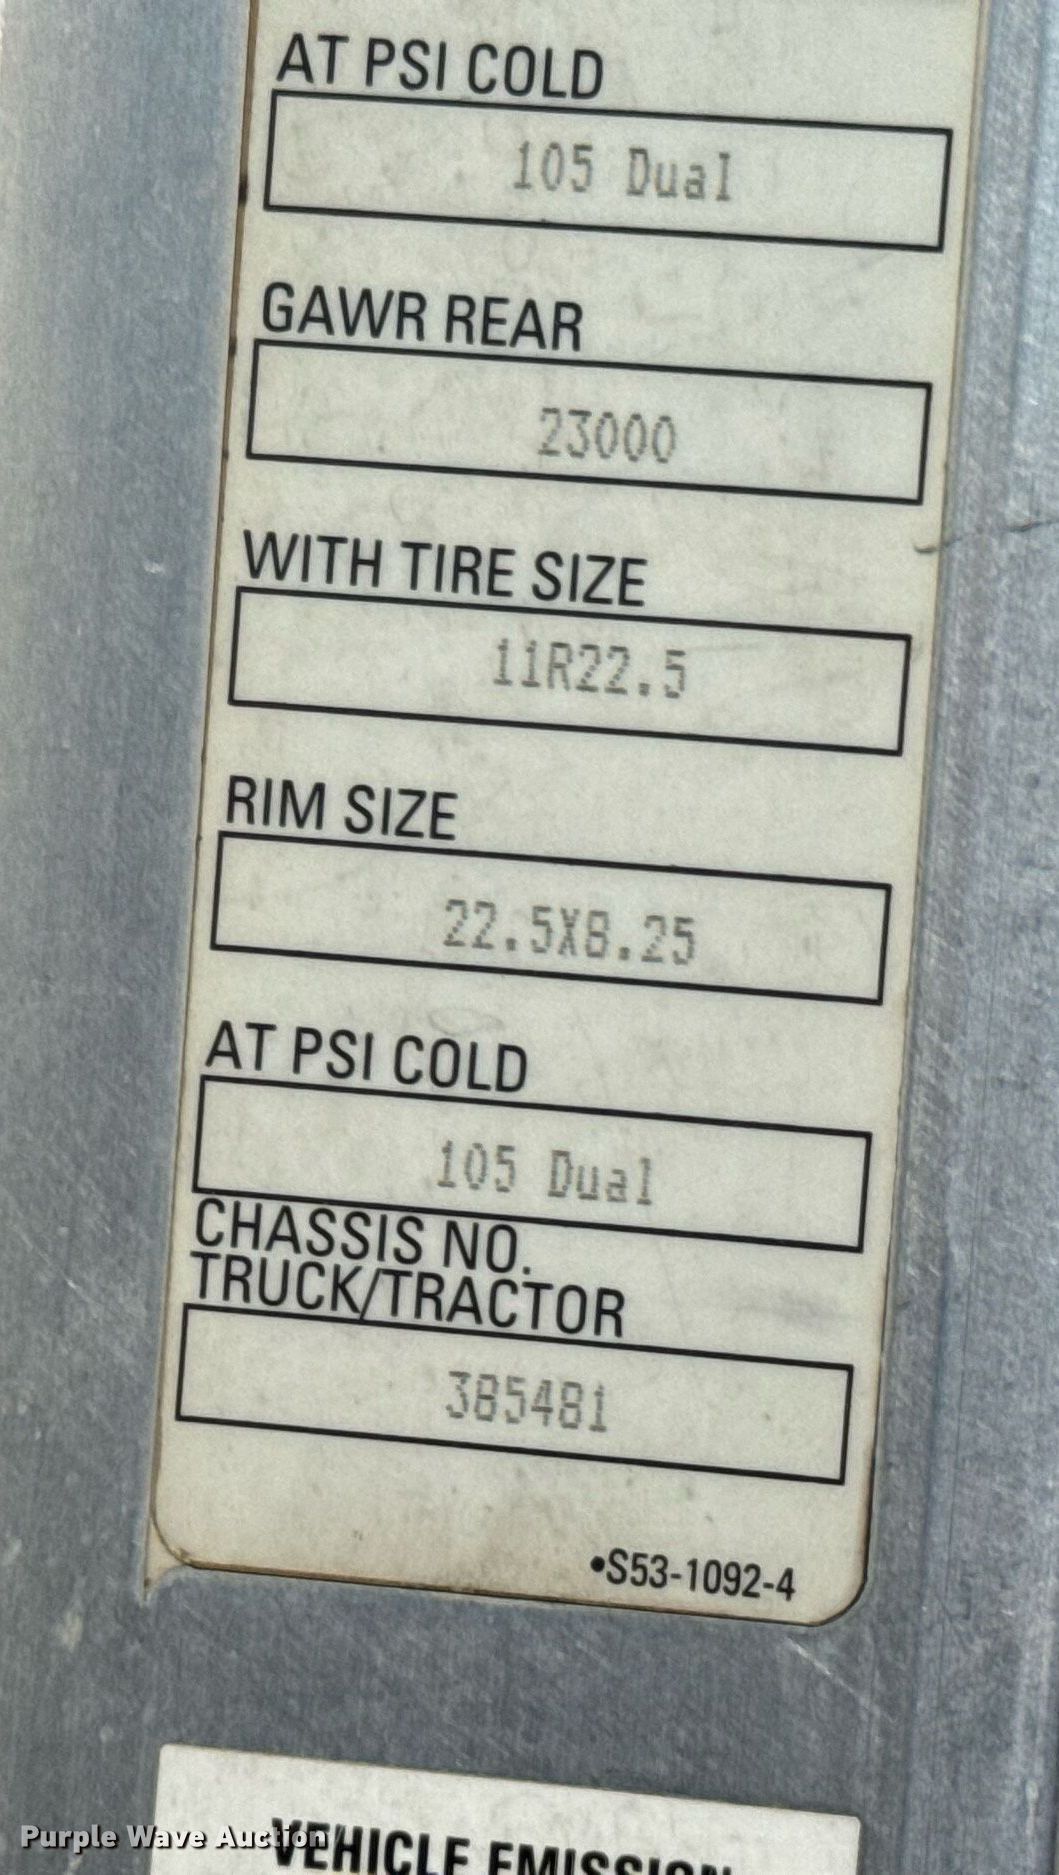 AT PSI COLD
105 Dual
GAWR REAR
23000
WITH TIRE SIZE
11R22.5
RIM SIZE
22.5X8.25
AT PSI COLD
105 Dual
CHASSIS NO.
TRUCK/TRACTOR
385481
•S53-1092-4
VEHICLE EMISSION
Purple Wave Auction